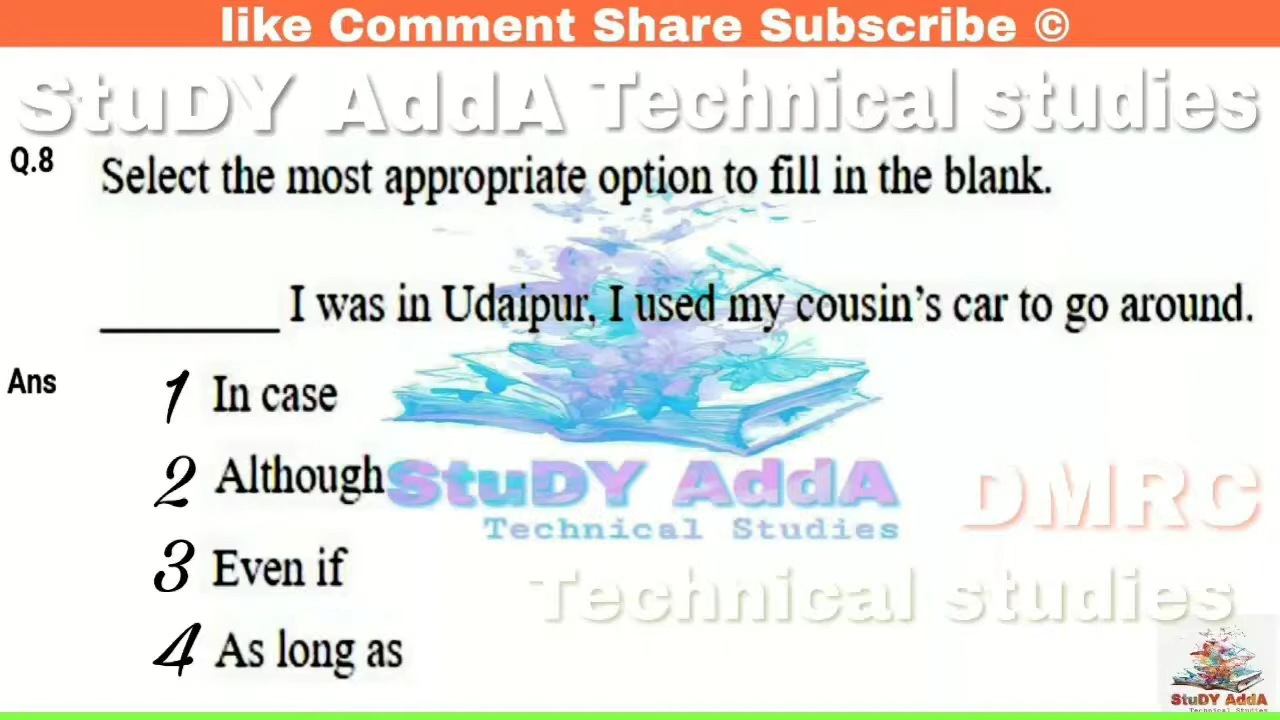 like Comment Share Subscribe ©
StuDY AddA Technical studies
Q.8 Select the most appropriate option to fill in the blank.
________ I was in Udaipur, I used my cousin’s car to go around.
Ans 1 In case
2 Although
StuDY AddA
DMRC
Technical Studies
3 Even if
Technical studies
4 As long as
StuDY AddA
Technical Studies